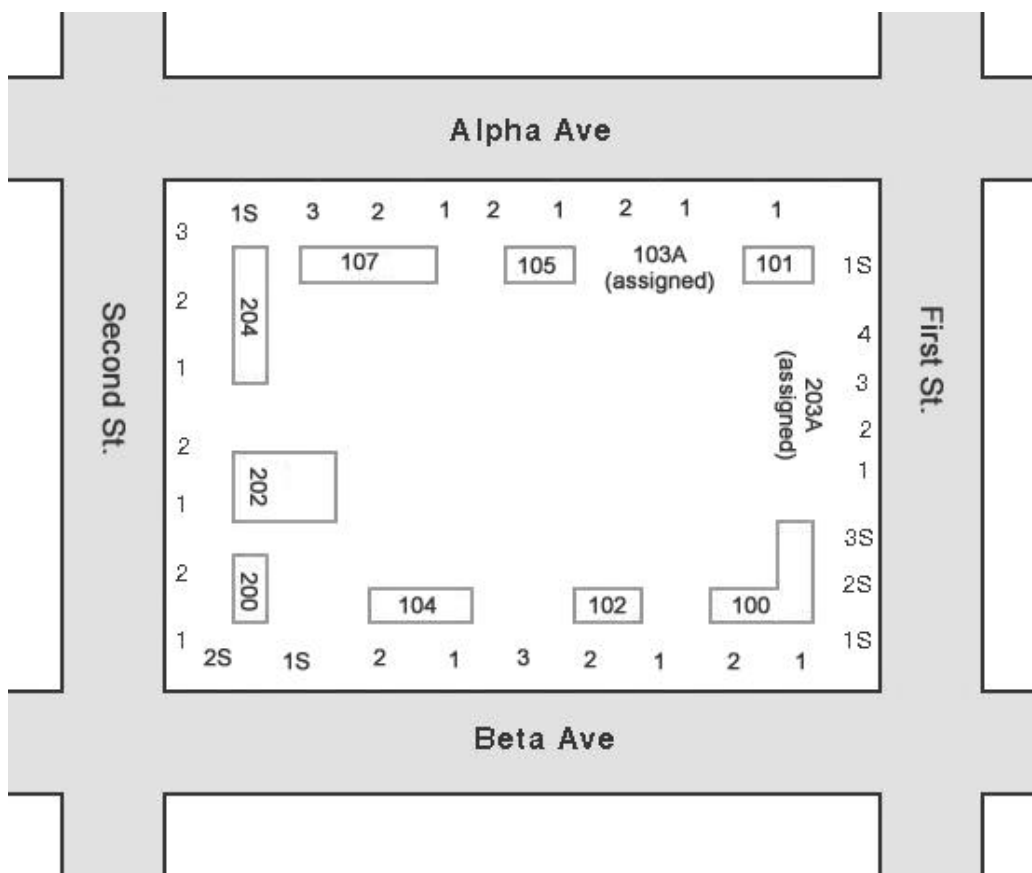 Alpha Ave
1S 3 2 1 2 1 2 1 1
3
107
105
103A
(assigned)
101
1S
2
204
Second St.
First St.
4
1
203A
(assigned)
3
2
2
1
202
1
3S
2
200
2S
104
102
100
1
1S
2S 1S 2 1 3 2 1 2 1
Beta Ave